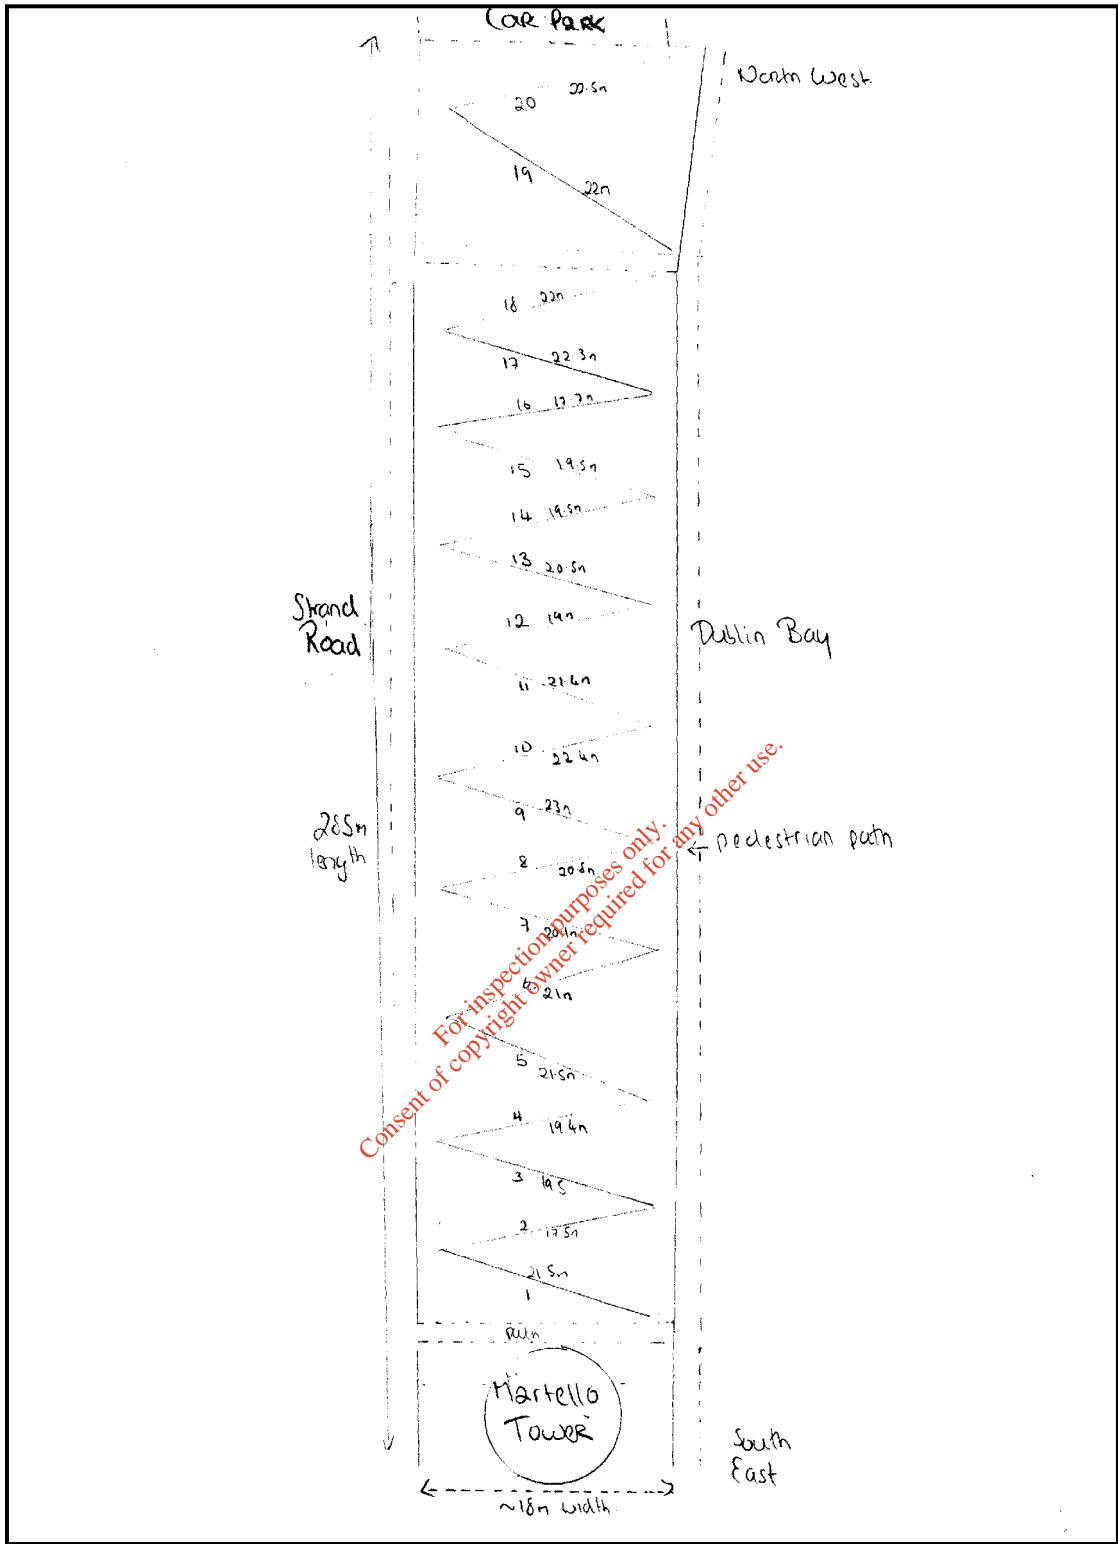 Car Park
North West
20 22.5m
19 22m
18 22m
17 22.3m
16 17.7m
15 19.5m
14 19.5m
13 20.5m
Strand
Road
12 19m
Dublin Bay
11 21.4m
10 22.4m
9 23m
285m
length
← pedestrian path
8 20.8m
7 20.1m
6 21m
5 21.5m
4 19.4m
3 19.5
2 17.5m
21.5m
1
path
Martello
Tower
South
East
~18m width
For inspection purposes only.
Consent of copyright owner required for any other use.